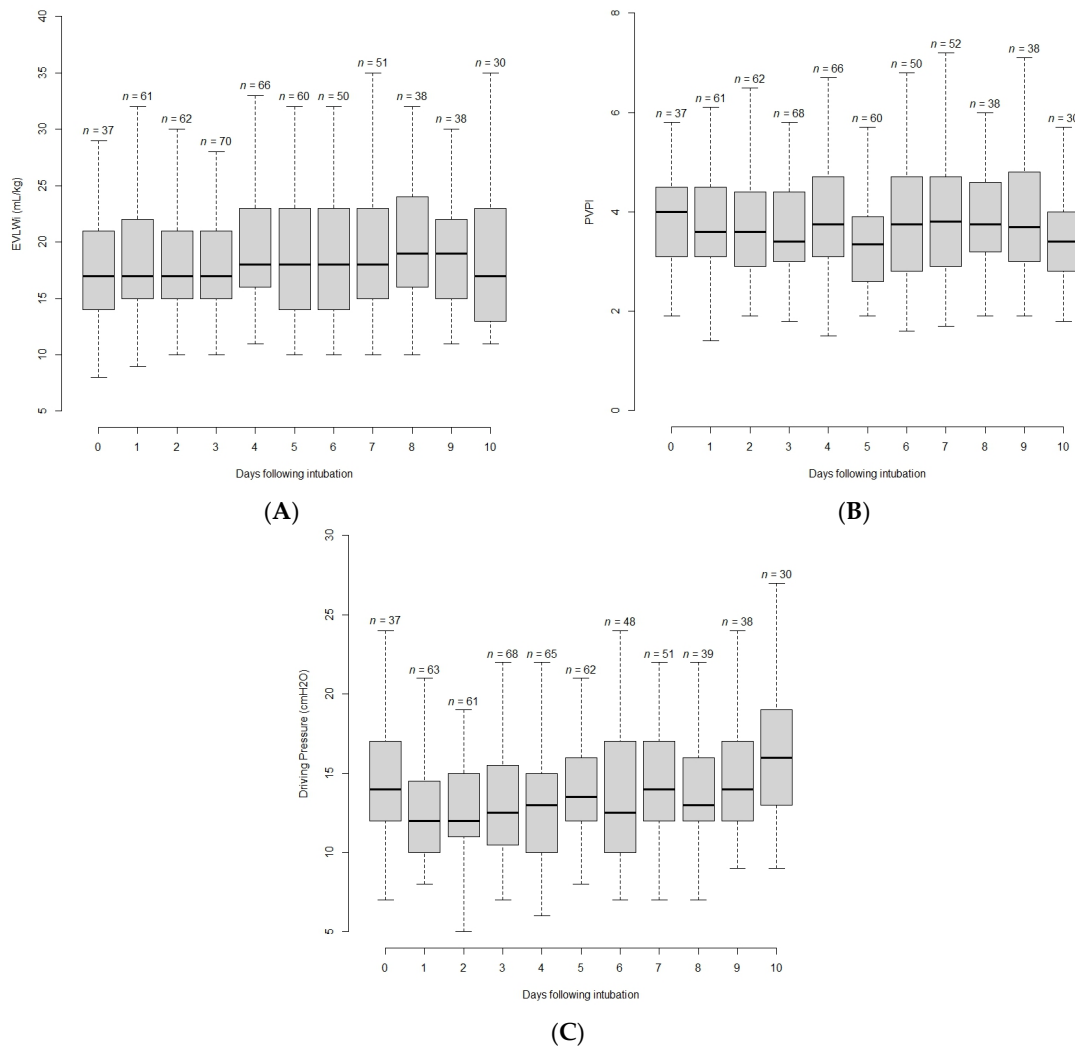 40
35
30
25
20
15
10
5
EVLWi (mL/kg)
n = 37
n = 61
n = 62
n = 70
n = 66
n = 60
n = 50
n = 51
n = 38
n = 38
n = 30
0 1 2 3 4 5 6 7 8 9 10
Days following intubation
(A)
8
6
4
2
0
PVPI
n = 37
n = 61
n = 62
n = 68
n = 66
n = 60
n = 50
n = 52
n = 38
n = 38
n = 30
0 1 2 3 4 5 6 7 8 9 10
Days following intubation
(B)
30
25
20
15
10
5
Driving Pressure (cmH2O)
n = 37
n = 63
n = 61
n = 68
n = 65
n = 62
n = 48
n = 51
n = 39
n = 38
n = 30
0 1 2 3 4 5 6 7 8 9 10
Days following intubation
(C)